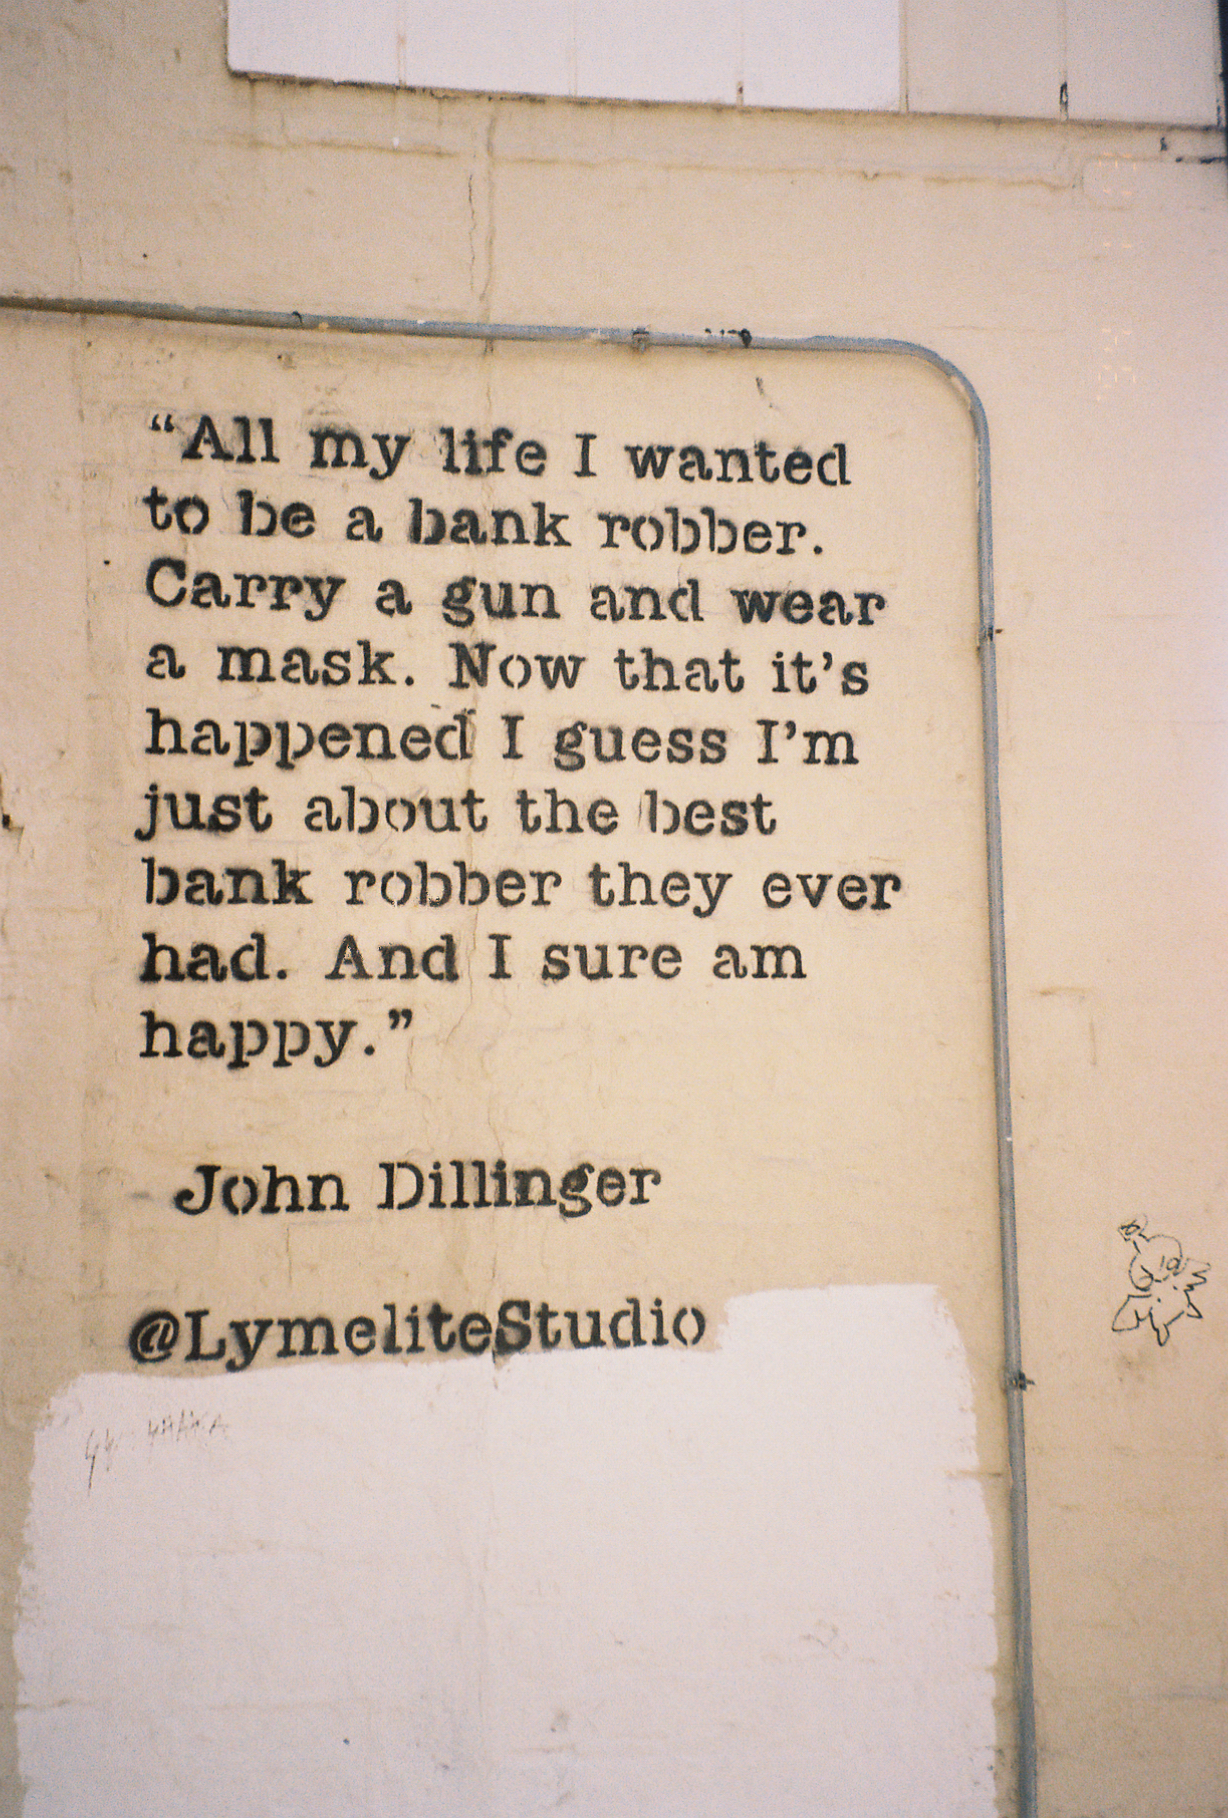 “All my life I wanted
to be a bank robber.
Carry a gun and wear
a mask. Now that it’s
happened I guess I’m
just about the best
bank robber they ever
had. And I sure am
happy.”
John Dillinger
@LymeliteStudio